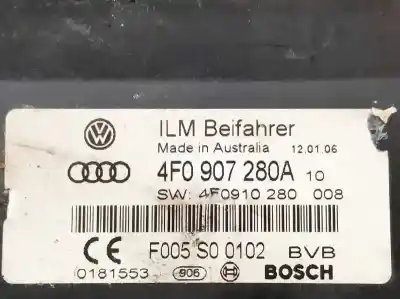 ILM Beifahrer
Made in Australia 12.01.06
4F0 907 280A 10
SW: 4F0910 280 008
CE F005 S0 0102 BVB
0181553 906 BOSCH